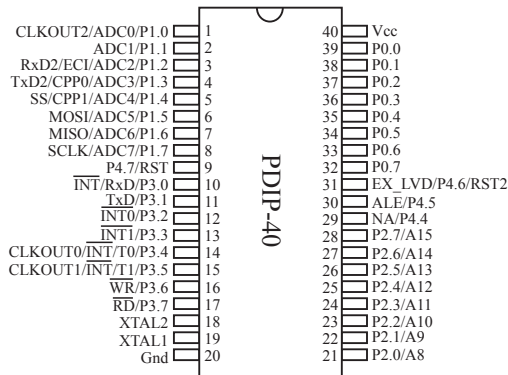 CLKOUT2/ADC0/P1.0 1
ADC1/P1.1 2
RxD2/ECI/ADC2/P1.2 3
TxD2/CPP0/ADC3/P1.3 4
SS/CPP1/ADC4/P1.4 5
MOSI/ADC5/P1.5 6
MISO/ADC6/P1.6 7
SCLK/ADC7/P1.7 8
P4.7/RST 9
INT/RxD/P3.0 10
TxD/P3.1 11
INT0/P3.2 12
INT1/P3.3 13
CLKOUT0/INT/T0/P3.4 14
CLKOUT1/INT/T1/P3.5 15
WR/P3.6 16
RD/P3.7 17
XTAL2 18
XTAL1 19
Gnd 20
PDIP-40
40 Vcc
39 P0.0
38 P0.1
37 P0.2
36 P0.3
35 P0.4
34 P0.5
33 P0.6
32 P0.7
31 EX_LVD/P4.6/RST2
30 ALE/P4.5
29 NA/P4.4
28 P2.7/A15
27 P2.6/A14
26 P2.5/A13
25 P2.4/A12
24 P2.3/A11
23 P2.2/A10
22 P2.1/A9
21 P2.0/A8